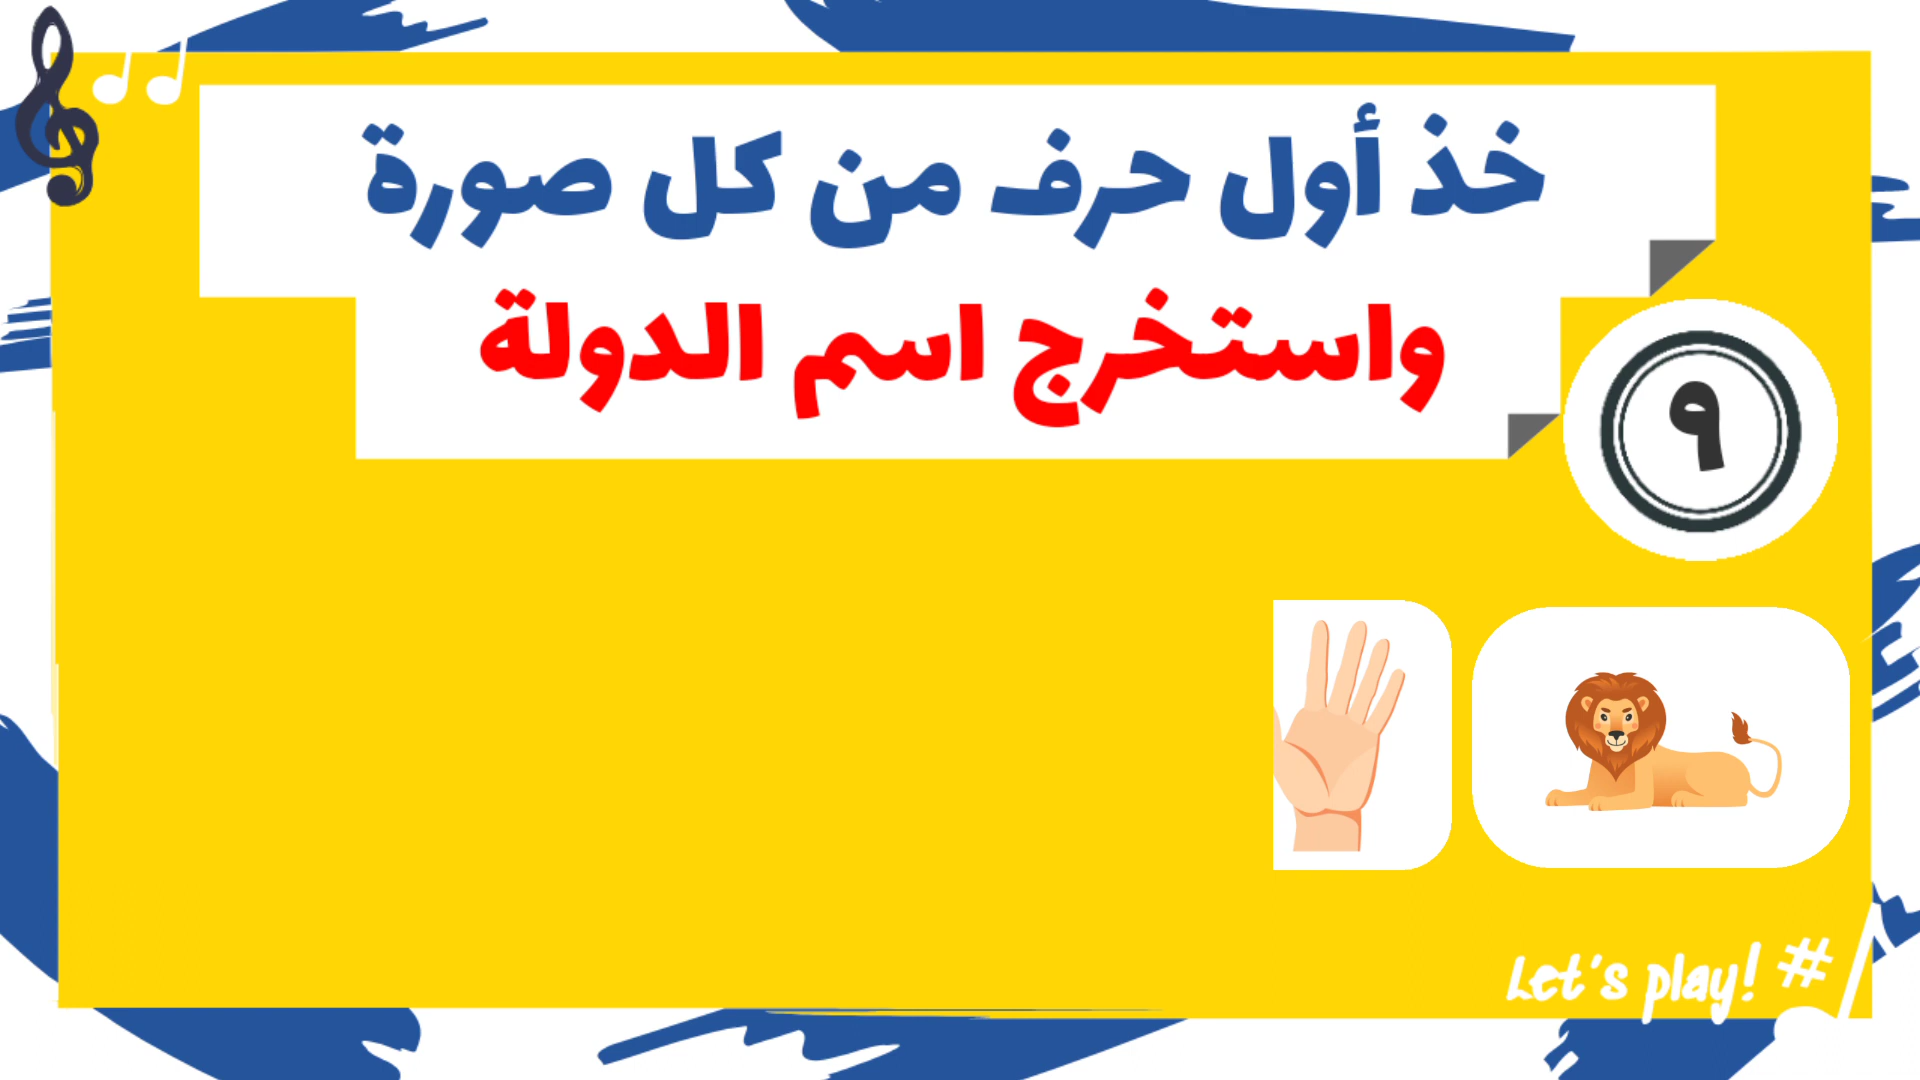 خذ أول حرف من كل صورة
واستخرج اسم الدولة
٩
Let's play!